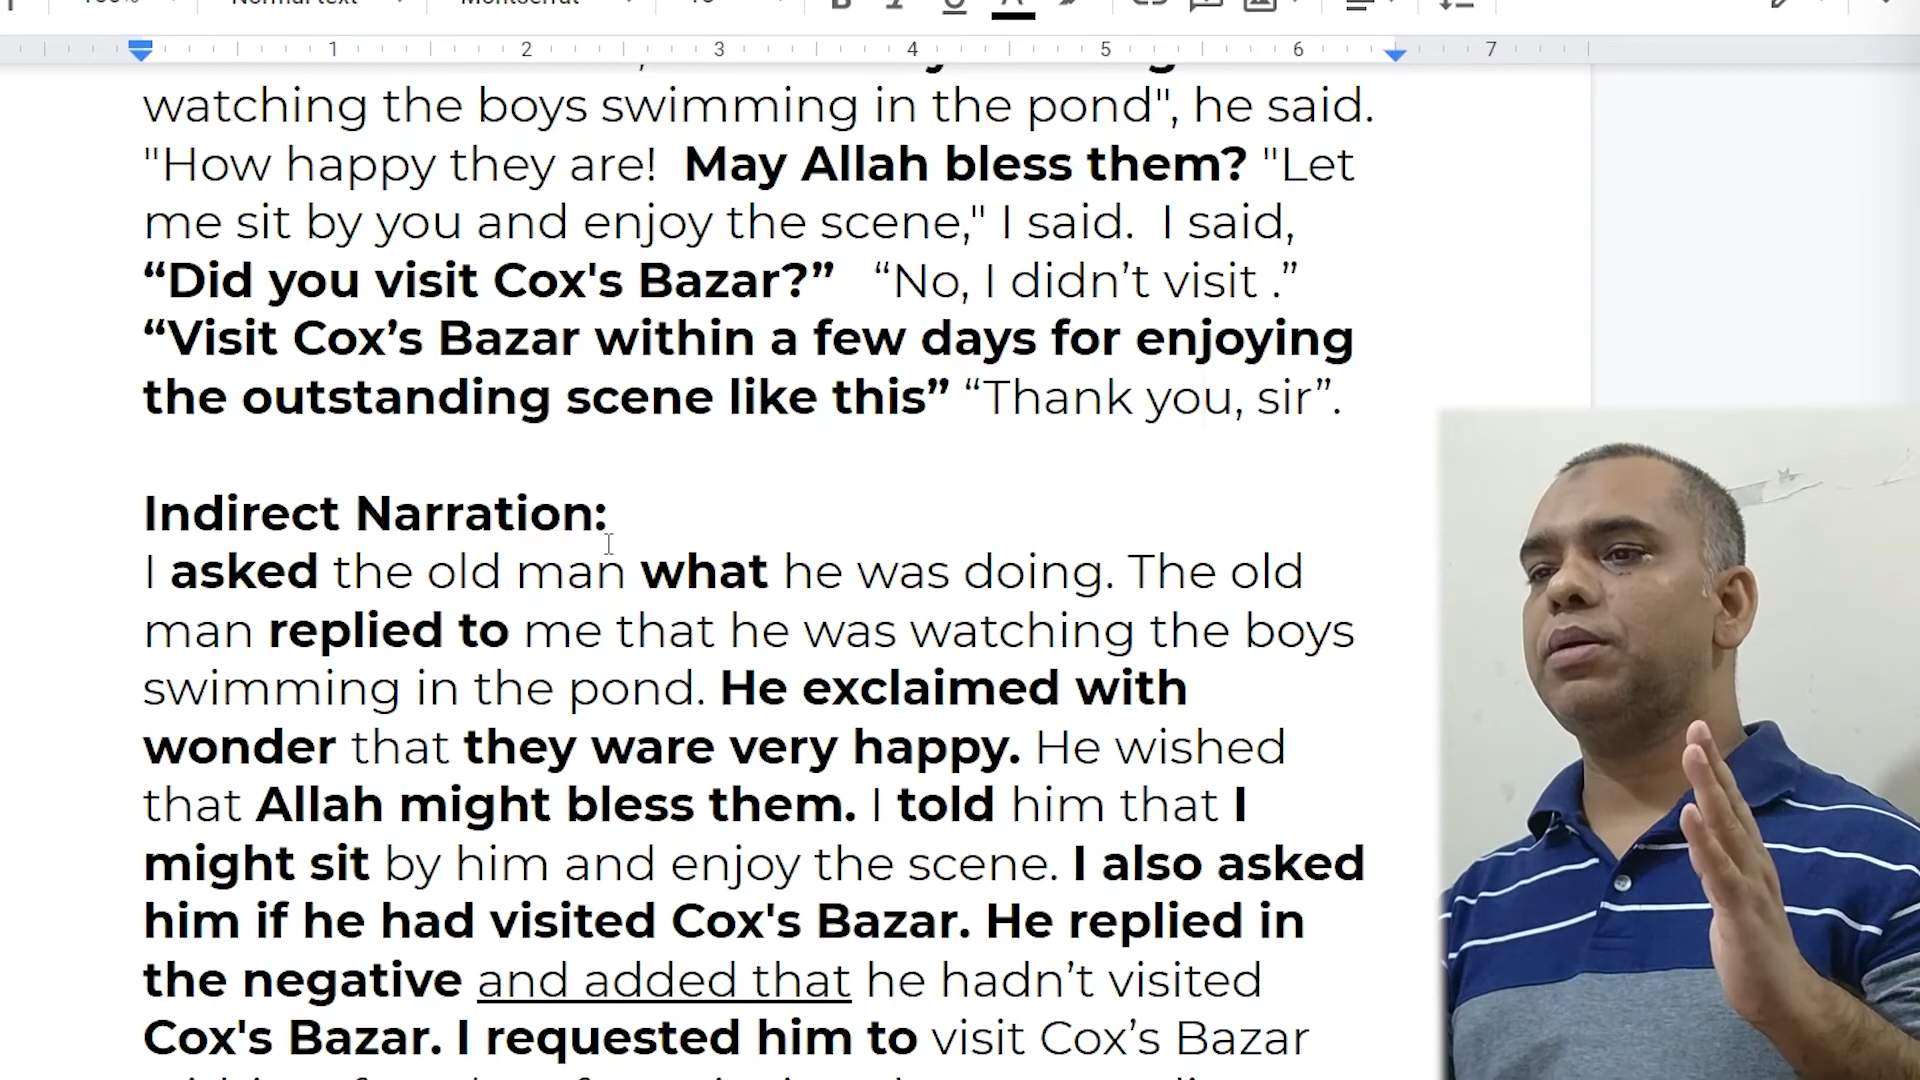 1 2 3 4 5 6 7
watching the boys swimming in the pond", he said.
"How happy they are!  May Allah bless them? "Let
me sit by you and enjoy the scene," I said.  I said,
“Did you visit Cox's Bazar?”   “No, I didn’t visit .”
“Visit Cox’s Bazar within a few days for enjoying
the outstanding scene like this” “Thank you, sir”.
Indirect Narration:
I asked the old man what he was doing. The old
man replied to me that he was watching the boys
swimming in the pond. He exclaimed with
wonder that they ware very happy. He wished
that Allah might bless them. I told him that I
might sit by him and enjoy the scene. I also asked
him if he had visited Cox's Bazar. He replied in
the negative and added that he hadn’t visited
Cox's Bazar. I requested him to visit Cox’s Bazar